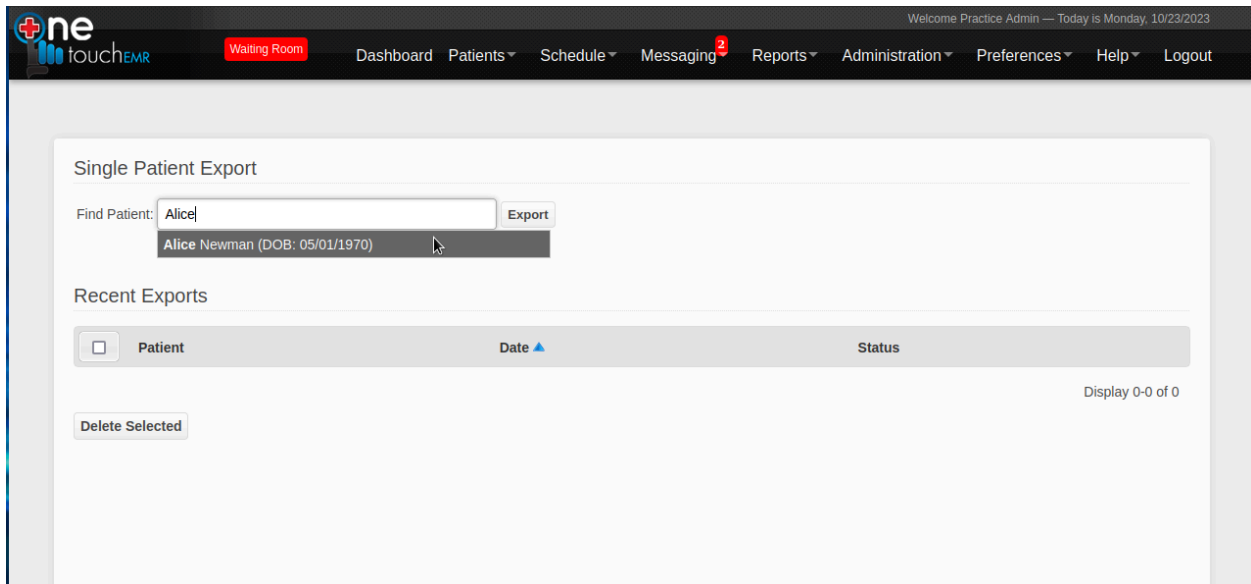 Welcome Practice Admin — Today is Monday, 10/23/2023
One
touchEMR
Waiting Room
Dashboard Patients Schedule Messaging 2 Reports Administration Preferences Help Logout
Single Patient Export
Find Patient: Alice Export
Alice Newman (DOB: 05/01/1970)
Recent Exports
Patient Date Status
Display 0-0 of 0
Delete Selected